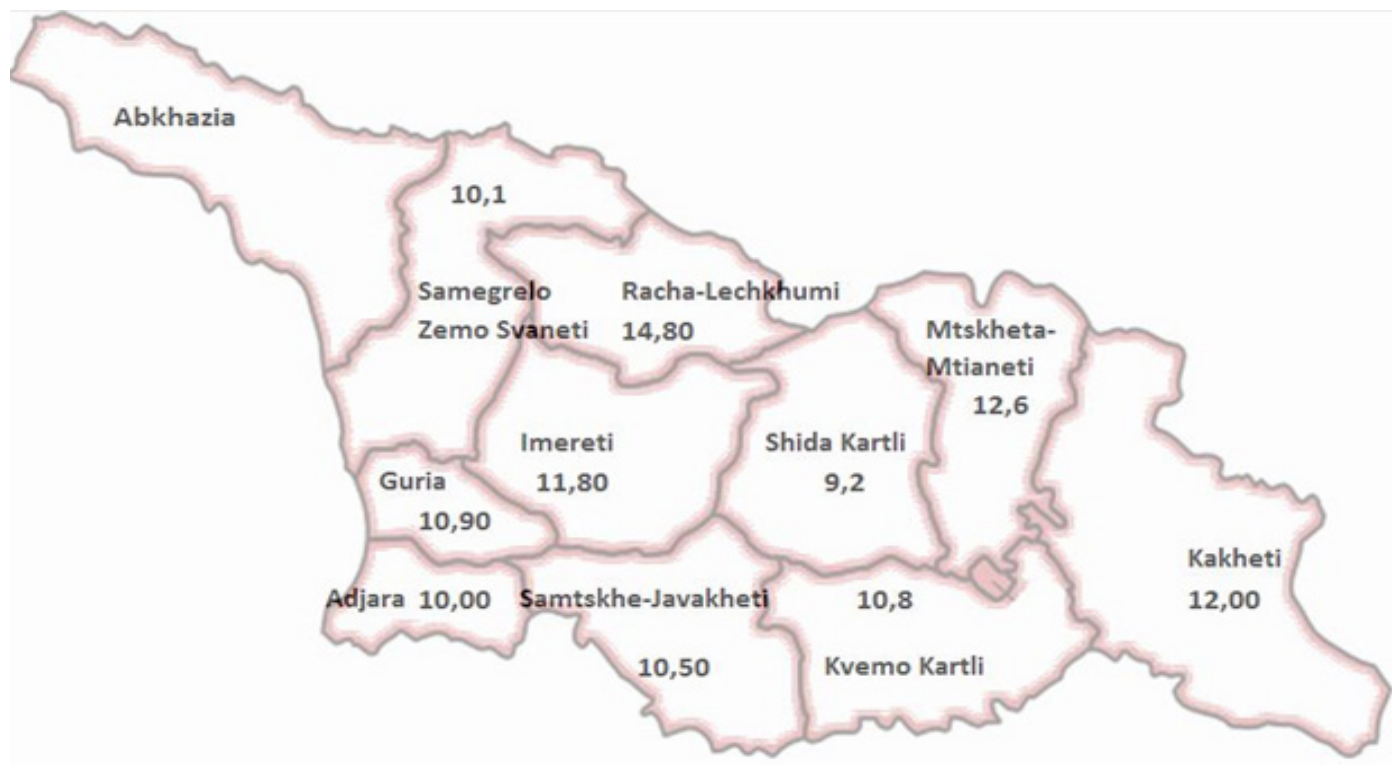 Abkhazia
10,1
Samegrelo
Zemo Svaneti
Racha-Lechkhumi
14,80
Mtskheta-
Mtianeti
12,6
Imereti
11,80
Shida Kartli
9,2
Guria
10,90
Kakheti
12,00
Adjara 10,00
Samtskhe-Javakheti
10,50
10,8
Kvemo Kartli